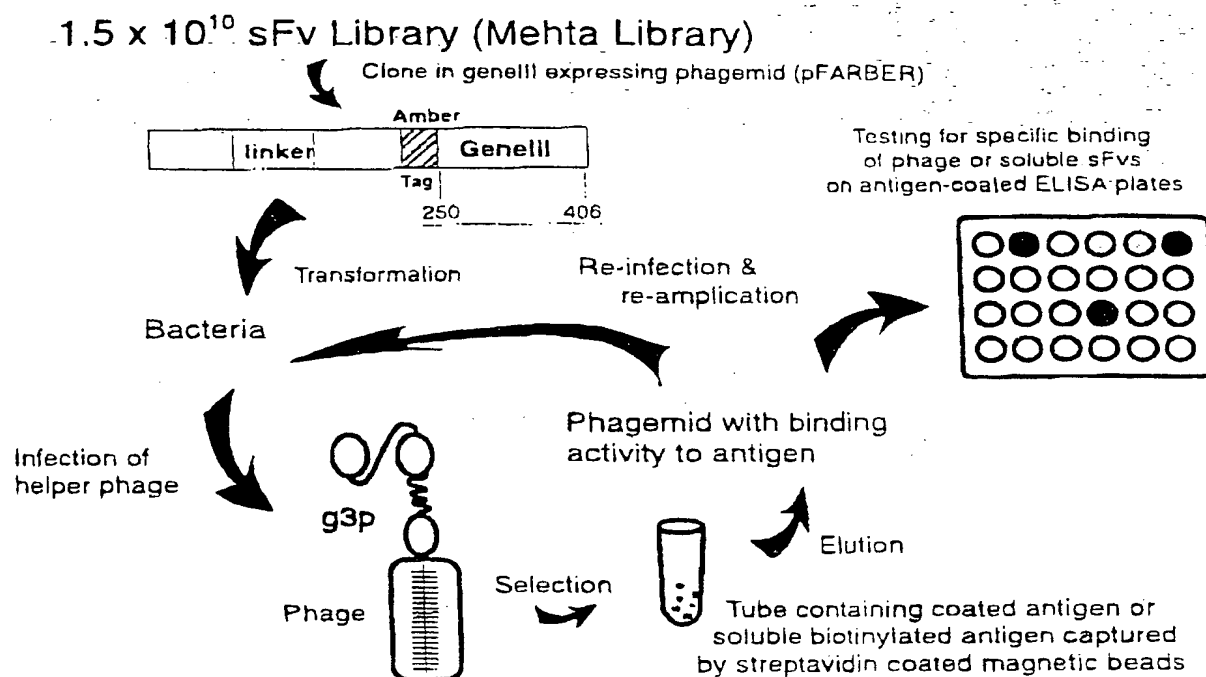 1.5 x 10¹⁰ sFv Library (Mehta Library)
Clone in geneIII expressing phagemid (pFARBER)
Amber
linker
GeneIII
Tag
250
406
Testing for specific binding
of phage or soluble sFvs
on antigen-coated ELISA plates
Transformation
Re-infection &
re-amplication
Bacteria
Phagemid with binding
activity to antigen
Infection of
helper phage
g3p
Elution
Selection
Phage
Tube containing coated antigen or
soluble biotinylated antigen captured
by streptavidin coated magnetic beads